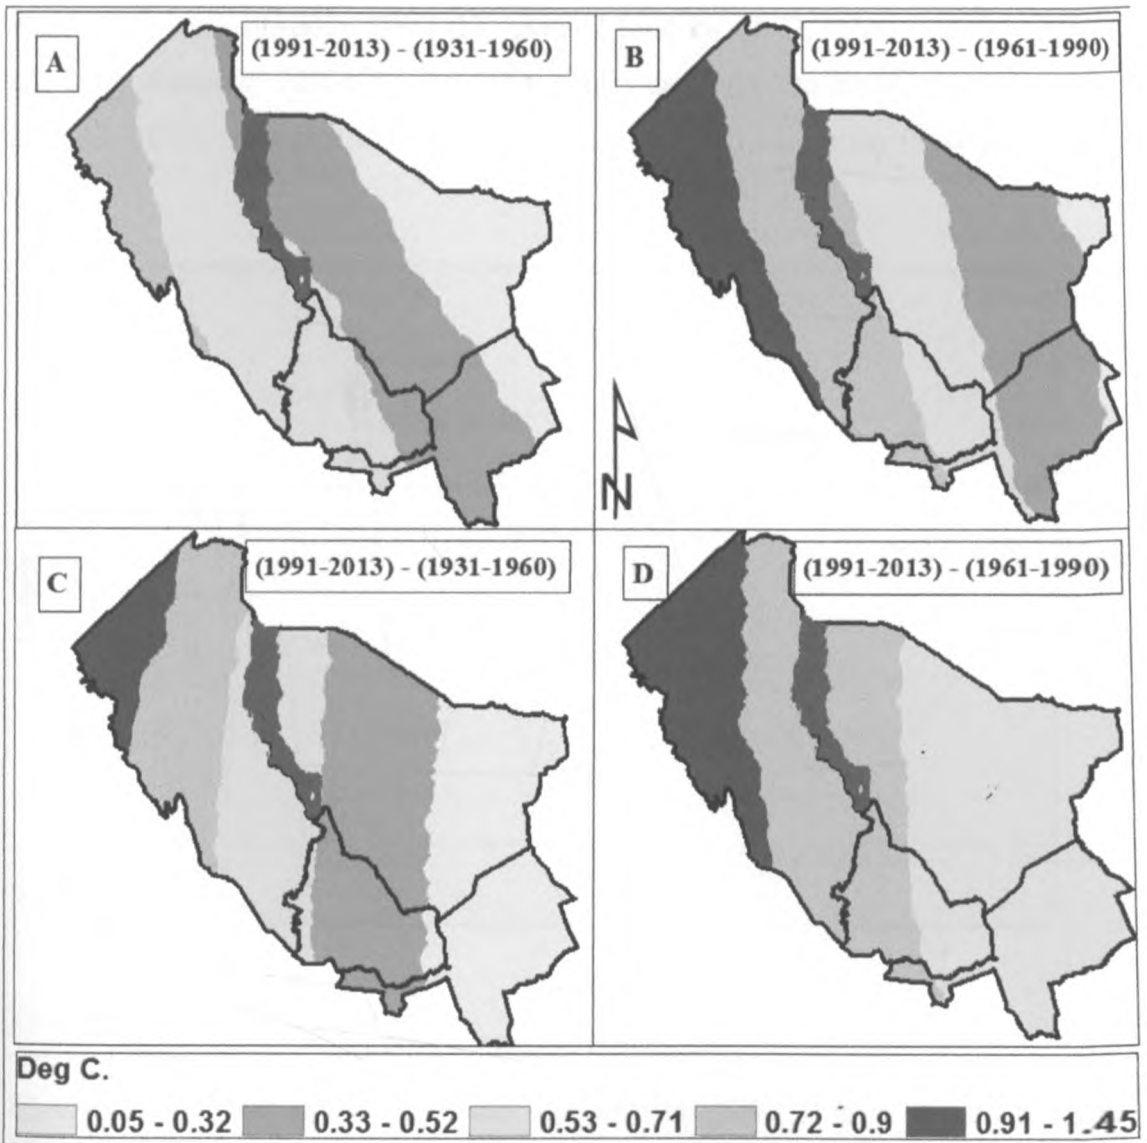 A
(1991-2013) - (1931-1960)
B
(1991-2013) - (1961-1990)
N
C
(1991-2013) - (1931-1960)
D
(1991-2013) - (1961-1990)
Deg C.
0.05 - 0.32 0.33 - 0.52 0.53 - 0.71 0.72 - 0.9 0.91 - 1.45